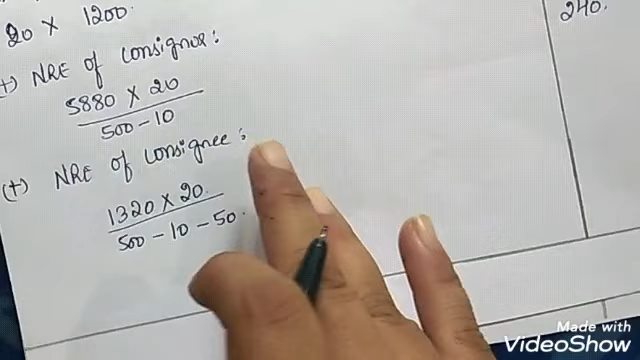 20 × 1200.
(+) NRE of consignor:
5880 × 20
500 - 10
(+) NRE of consignee:
1320 × 20.
500 - 10 - 50.
240.
Made with
VideoShow